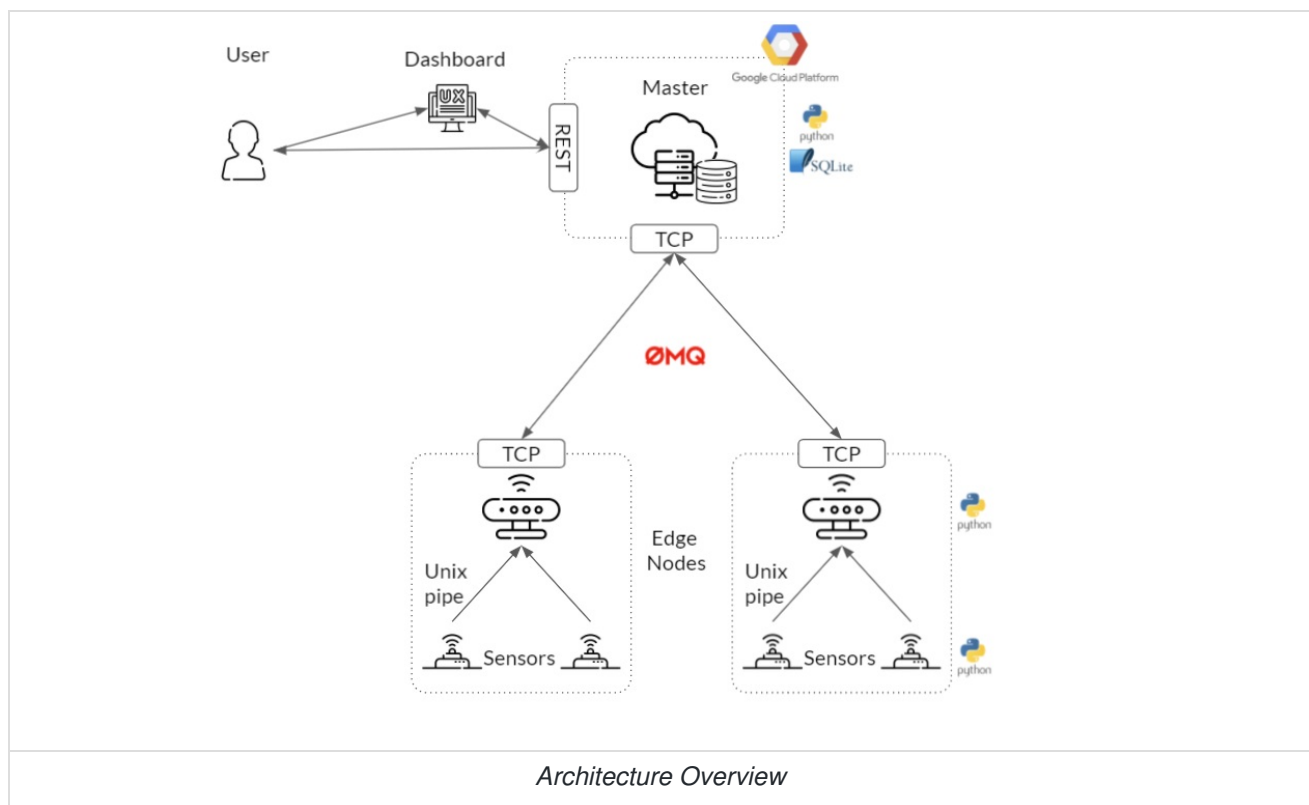 User
Dashboard
UX
REST
Master
Google Cloud Platform
python
SQLite
TCP
ØMQ
TCP
TCP
Edge
Nodes
python
Unix
pipe
Unix
pipe
Sensors
Sensors
python
Architecture Overview